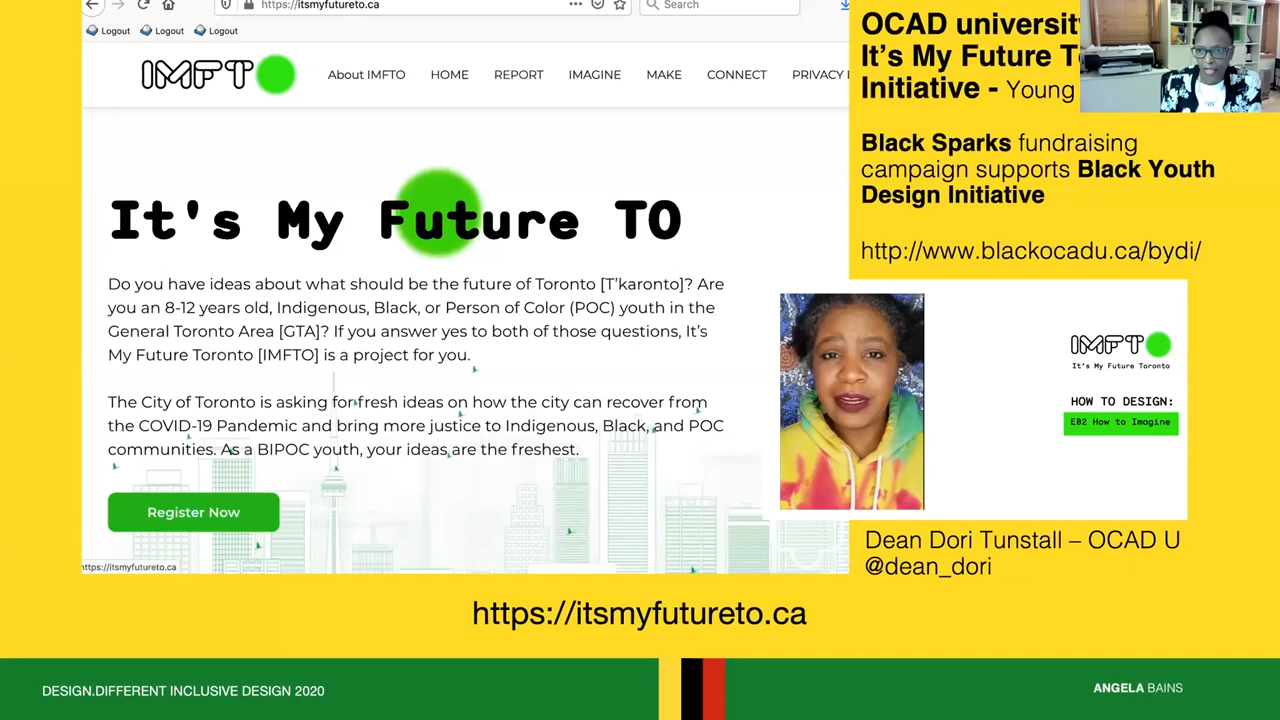 https://itsmyfutureto.ca
Search
Logout
Logout
Logout
IMFTO
About IMFTO
HOME
REPORT
IMAGINE
MAKE
CONNECT
PRIVACY
It's My Future TO
Do you have ideas about what should be the future of Toronto [T’karonto]? Are
you an 8-12 years old, Indigenous, Black, or Person of Color (POC) youth in the
General Toronto Area [GTA]? If you answer yes to both of those questions, It’s
My Future Toronto [IMFTO] is a project for you.
The City of Toronto is asking for fresh ideas on how the city can recover from
the COVID-19 Pandemic and bring more justice to Indigenous, Black, and POC
communities. As a BIPOC youth, your ideas are the freshest.
Register Now
https://itsmyfutureto.ca
OCAD university
It’s My Future T
Initiative - Young
Black Sparks fundraising
campaign supports Black Youth
Design Initiative
http://www.blackocadu.ca/bydi/
IMFTO
It's My Future Toronto
HOW TO DESIGN:
E02 How to Imagine
Dean Dori Tunstall – OCAD U
@dean_dori
https://itsmyfutureto.ca
DESIGN.DIFFERENT INCLUSIVE DESIGN 2020
ANGELA BAINS